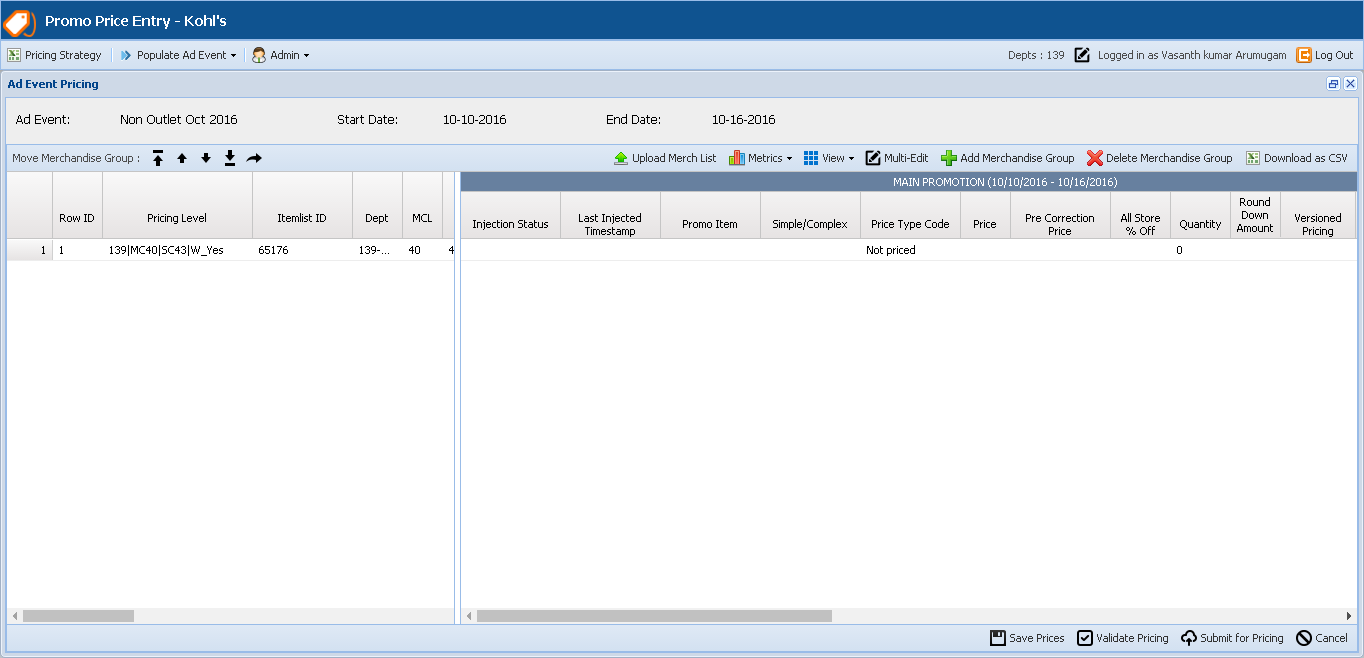 Promo Price Entry - Kohl's
Pricing Strategy Populate Ad Event Admin Depts : 139 Logged in as Vasanth kumar Arumugam Log Out
Ad Event Pricing
Ad Event: Non Outlet Oct 2016 Start Date: 10-10-2016 End Date: 10-16-2016
Move Merchandise Group : Upload Merch List Metrics View Multi-Edit Add Merchandise Group Delete Merchandise Group Download as CSV
MAIN PROMOTION (10/10/2016 - 10/16/2016)
Row ID Pricing Level Itemlist ID Dept MCL Injection Status Last Injected Timestamp Promo Item Simple/Complex Price Type Code Price Pre Correction Price All Store % Off Quantity Round Down Amount Versioned Pricing
1 1 139|MC40|SC43|W_Yes 65176 139-... 40 4 Not priced 0
Save Prices Validate Pricing Submit for Pricing Cancel